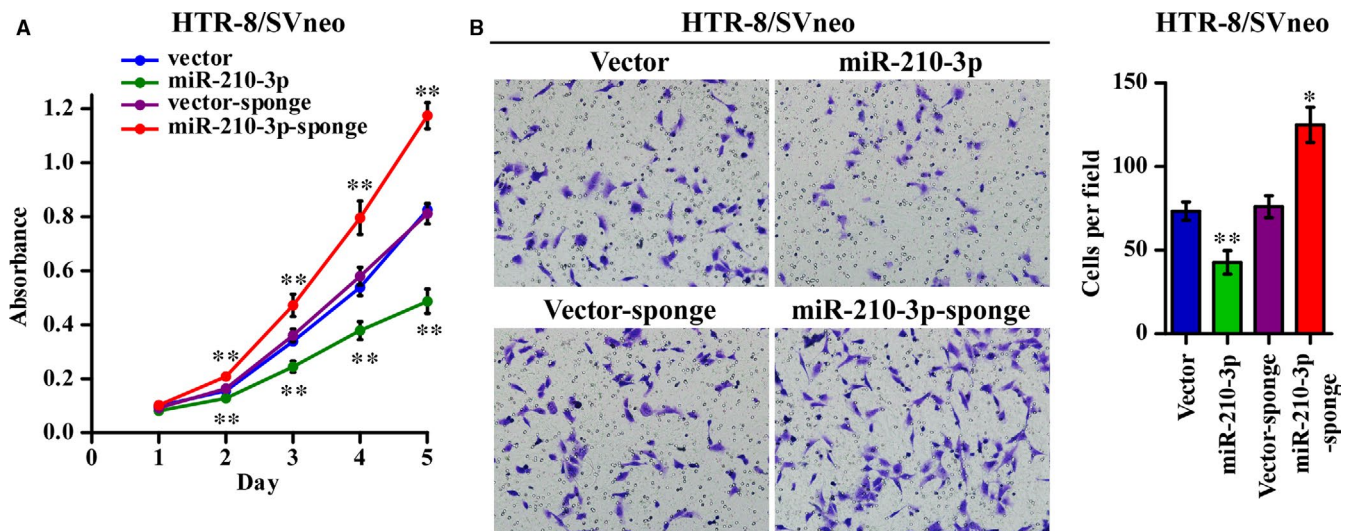 A
HTR-8/SVneo
vector
miR-210-3p
vector-sponge
miR-210-3p-sponge
Absorbance
1.2
1.0
0.8
0.6
0.4
0.2
0.0
**
**
**
**
**
**
**
**
0
1
2
3
4
5
Day
B
HTR-8/SVneo
Vector
miR-210-3p
Vector-sponge
miR-210-3p-sponge
HTR-8/SVneo
Cells per field
150
100
50
0
**
*
Vector
miR-210-3p
Vector-sponge
miR-210-3p
-sponge